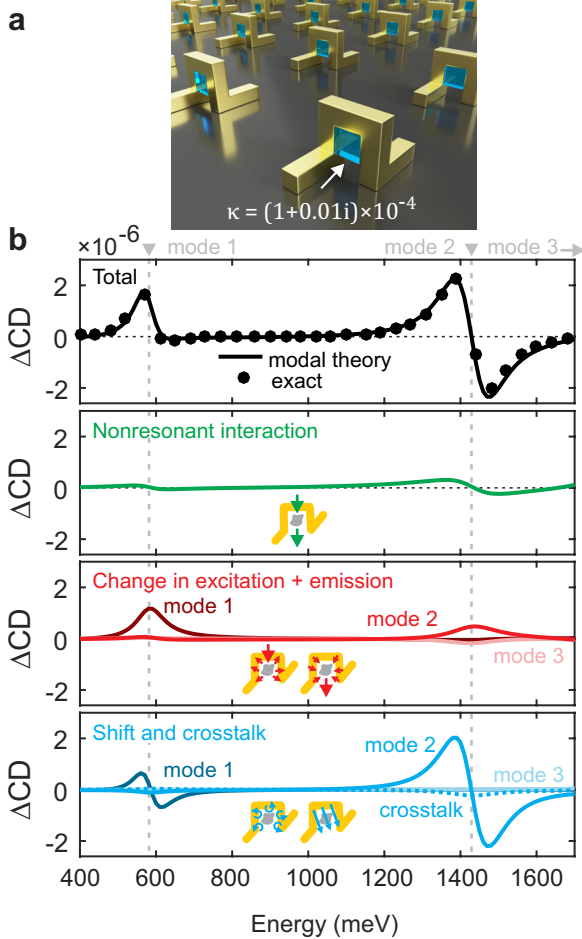 a
κ = (1+0.01i)×10⁻⁴
b
×10⁻⁶ mode 1 mode 2 mode 3
Total
modal theory
exact
ΔCD
2
0
-2
Nonresonant interaction
ΔCD
2
0
-2
Change in excitation + emission
mode 1
mode 2
mode 3
ΔCD
2
0
-2
Shift and crosstalk
mode 1
mode 2
mode 3
crosstalk
ΔCD
2
0
-2
400 600 800 1000 1200 1400 1600
Energy (meV)